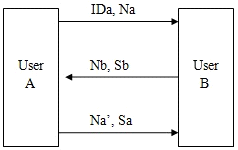 IDa, Na
User
A
Nb, Sb
User
B
Na’, Sa